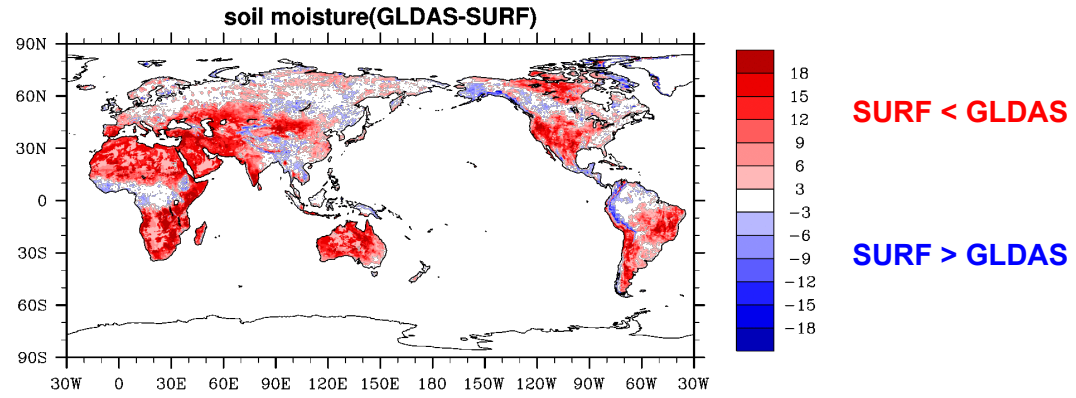 soil moisture(GLDAS-SURF)
90N
60N
30N
0
30S
60S
90S
30W 0 30E 60E 90E 120E 150E 180 150W 120W 90W 60W 30W
18
15
12
9
6
3
−3
−6
−9
−12
−15
−18
SURF < GLDAS
SURF > GLDAS